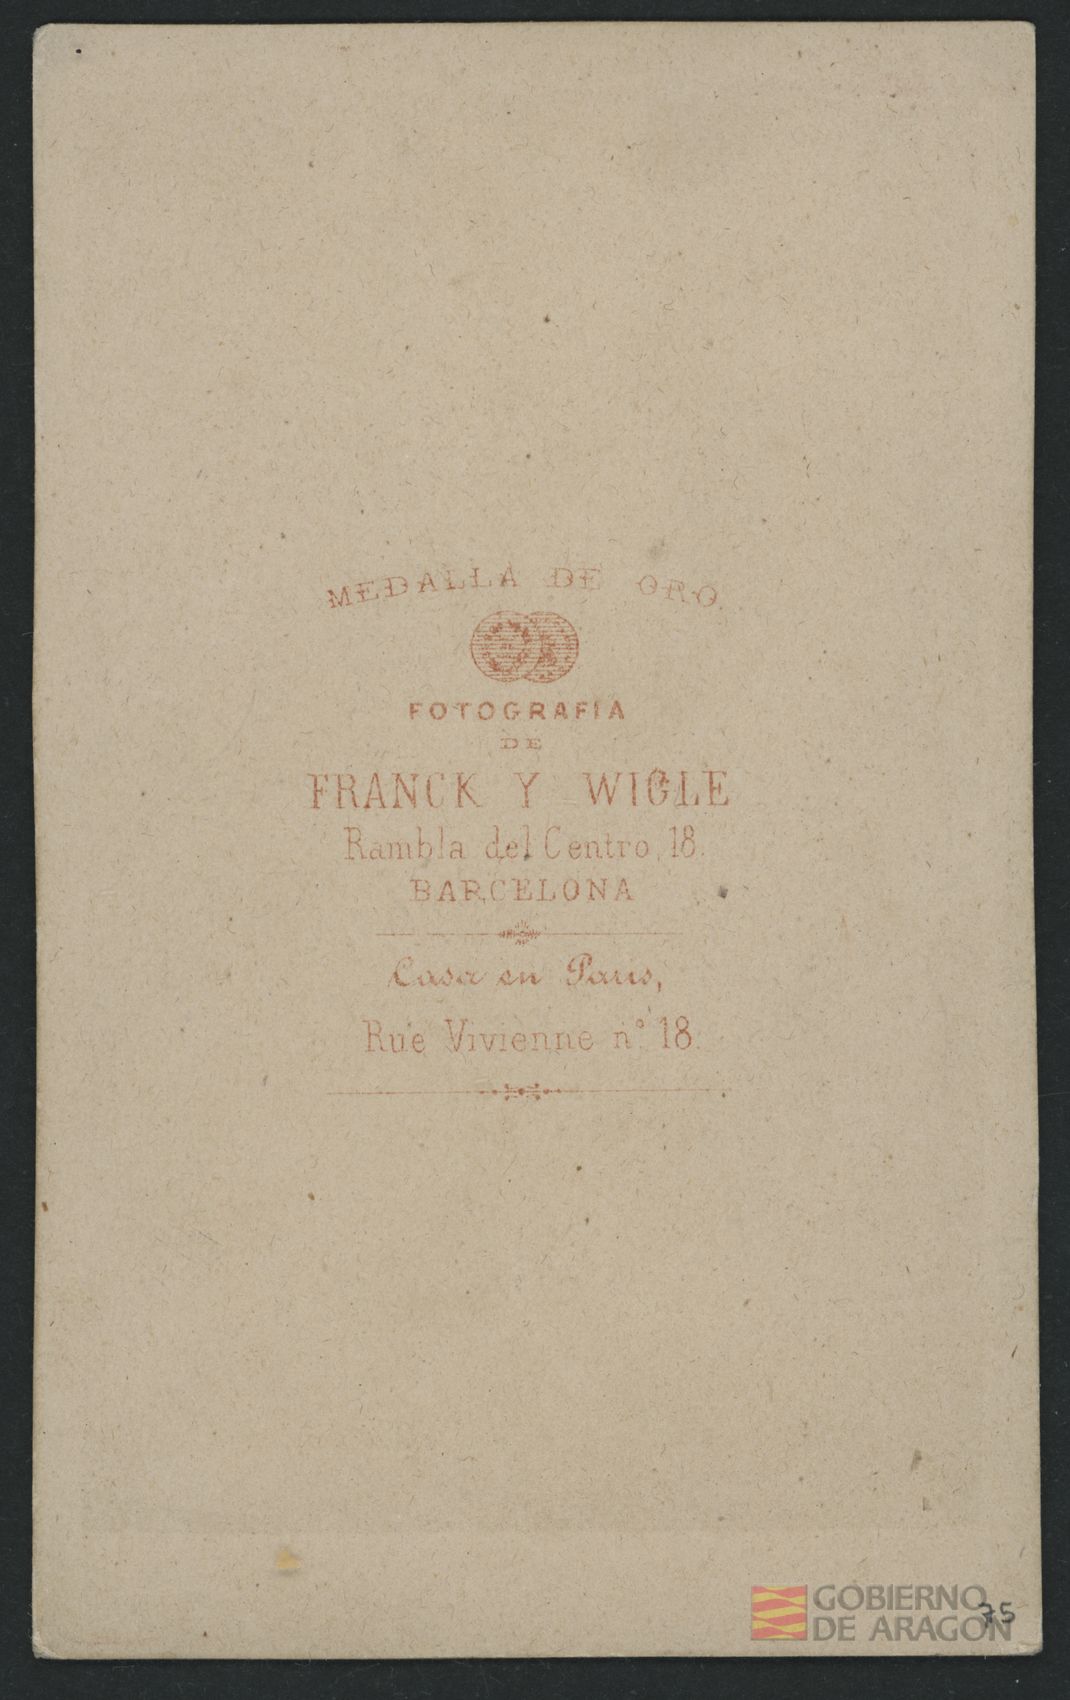 MEDALLA DE ORO
FOTOGRAFIA
DE
FRANCK Y WIGLE
Rambla del Centro, 18.
BARCELONA
Casa en Paris,
Rue Vivienne n.° 18.
GOBIERNO
DE ARAGON
75